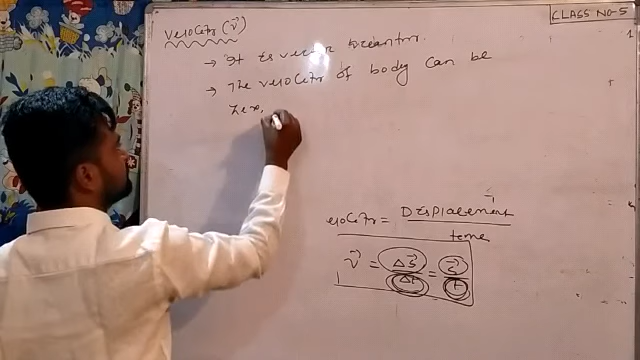 CLASS NO-5
Velocity (v⃗)
→ It is vector quantity.
→ The velocity of body can be
zero,
elocity = Displacement / time
v⃗ = Δs⃗ / Δt = s⃗ / t